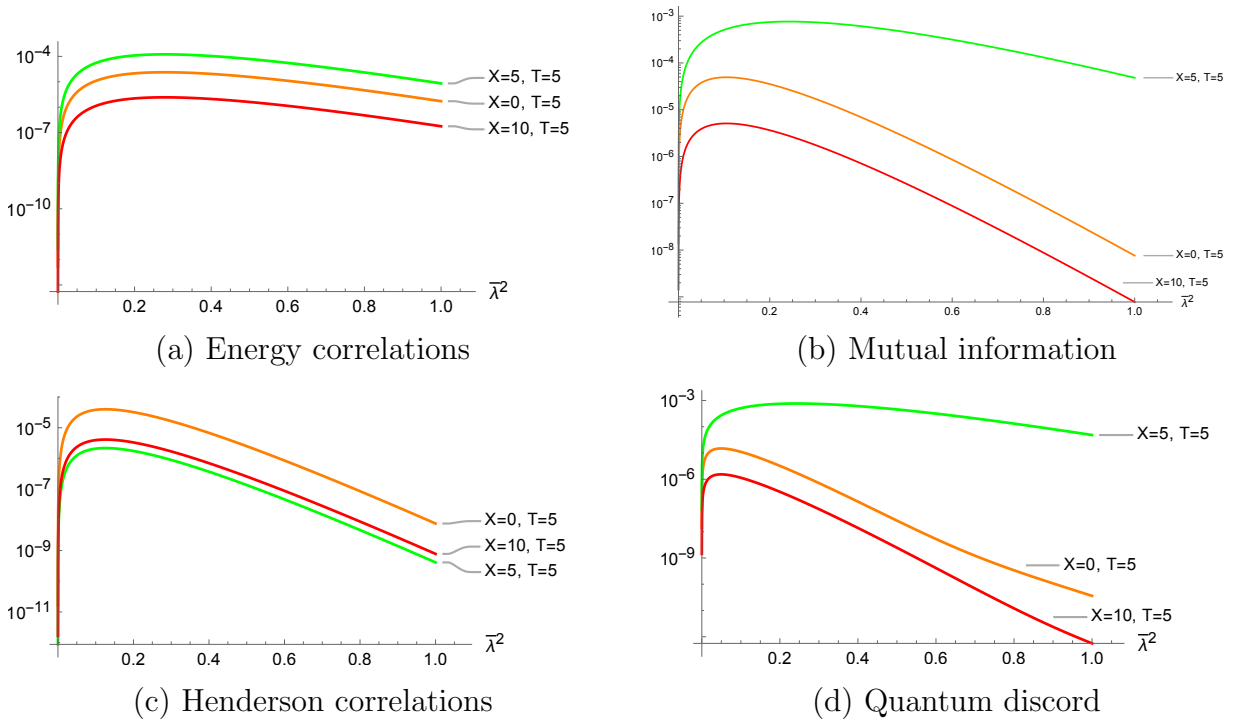 10⁻⁴
10⁻⁷
10⁻¹⁰
X=5, T=5
X=0, T=5
X=10, T=5
0.2 0.4 0.6 0.8 1.0 λ̅²
(a) Energy correlations
10⁻³
10⁻⁴
10⁻⁵
10⁻⁶
10⁻⁷
10⁻⁸
X=5, T=5
X=0, T=5
X=10, T=5
0.2 0.4 0.6 0.8 1.0 λ̅²
(b) Mutual information
10⁻⁵
10⁻⁷
10⁻⁹
10⁻¹¹
X=0, T=5
X=10, T=5
X=5, T=5
0.2 0.4 0.6 0.8 1.0 λ̅²
(c) Henderson correlations
10⁻³
10⁻⁶
10⁻⁹
X=5, T=5
X=0, T=5
X=10, T=5
0.2 0.4 0.6 0.8 1.0 λ̅²
(d) Quantum discord